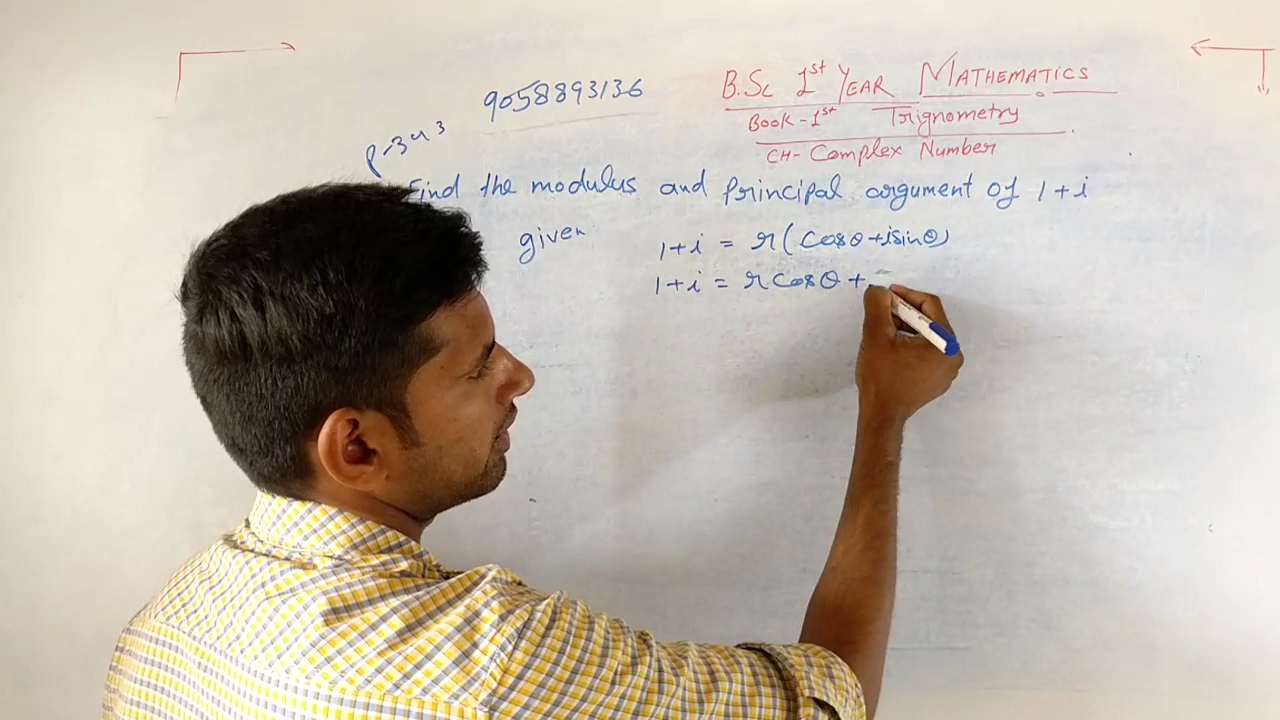 B.Sc 1st YEAR MATHEMATICS
9058893136
Book-1st Trignometry
P-343
CH- Complex Number
Find the modulus and principal argument of 1+i
given 1+i = r(cosθ+isinθ)
1+i = r cosθ +